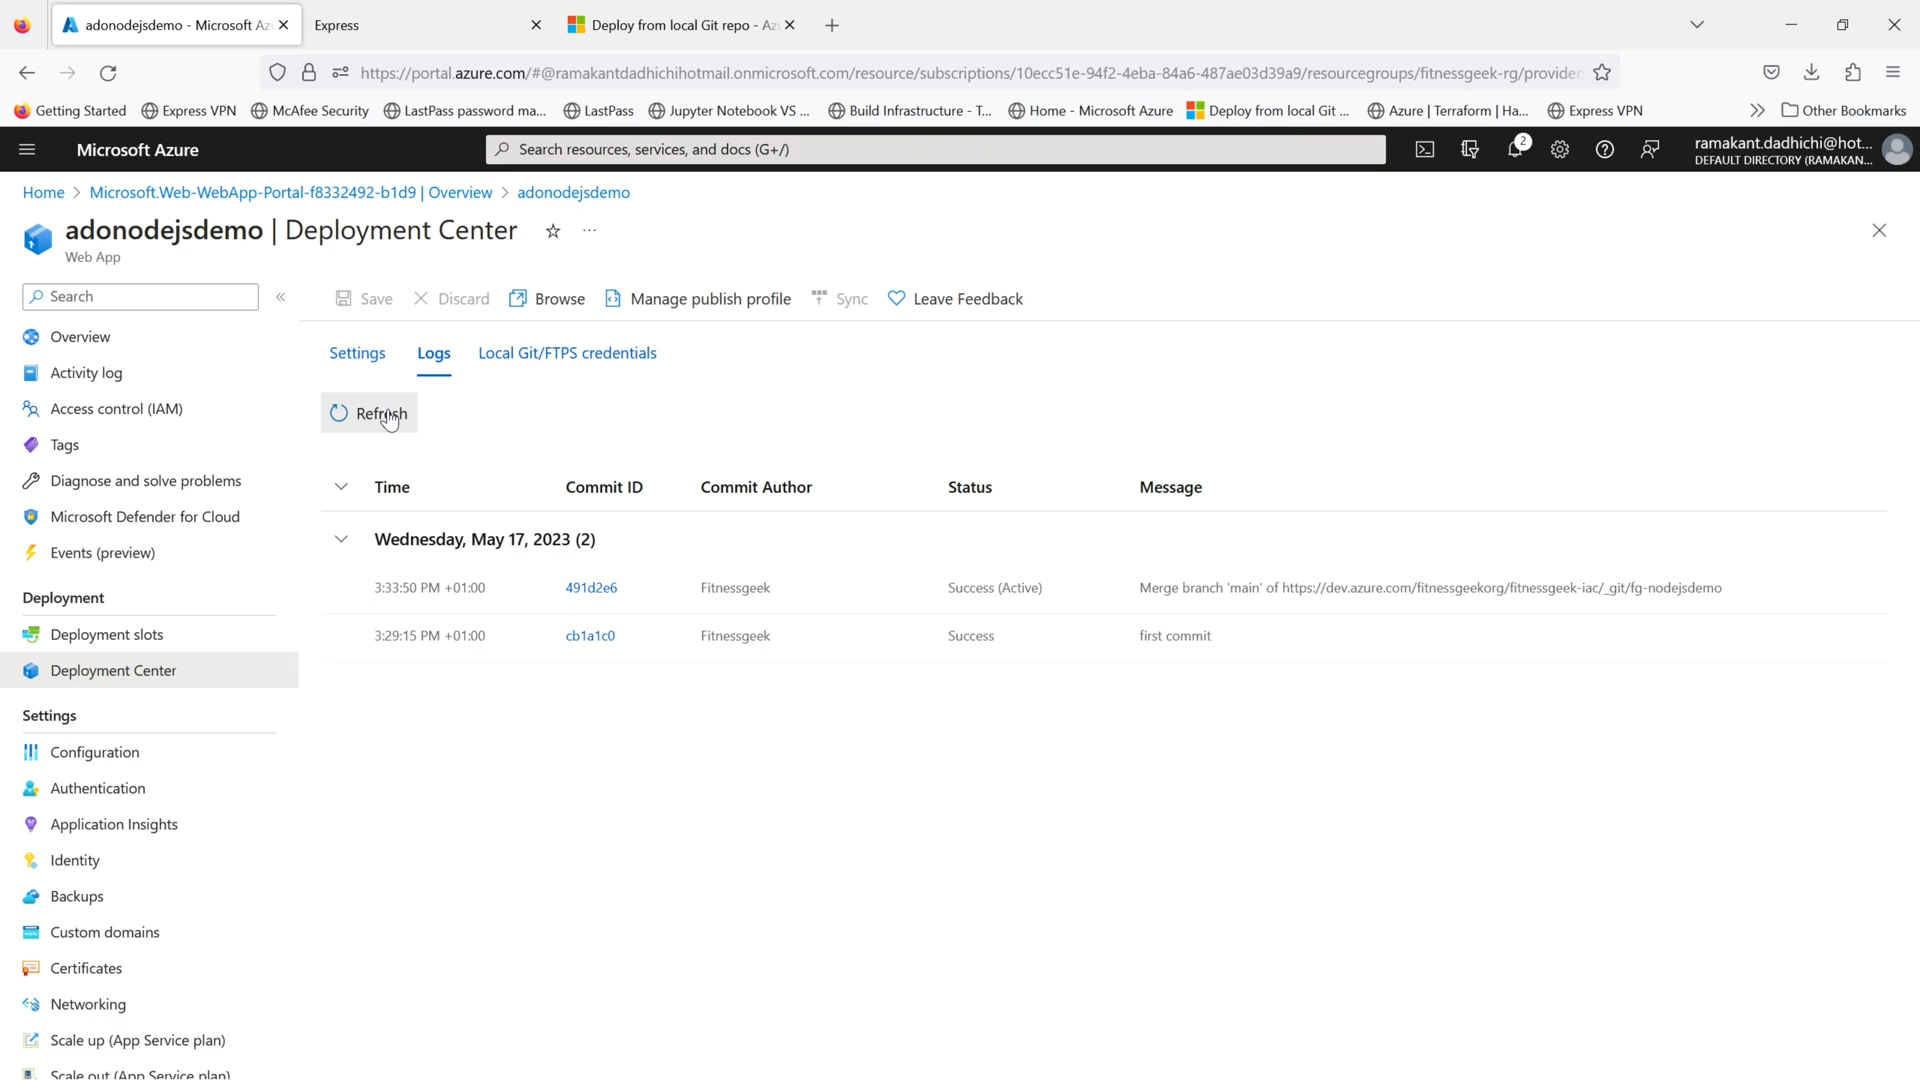 adonodejsdemo - Microsoft Az
Express
Deploy from local Git repo - Az
https://portal.azure.com/#@ramakantdadhichihotmail.onmicrosoft.com/resource/subscriptions/10ecc51e-94f2-4eba-84a6-487ae03d39a9/resourcegroups/fitnessgeek-rg/provider
Getting Started
Express VPN
McAfee Security
LastPass password ma...
LastPass
Jupyter Notebook VS ...
Build Infrastructure - T...
Home - Microsoft Azure
Deploy from local Git ...
Azure | Terraform | Ha...
Express VPN
Other Bookmarks
Microsoft Azure
Search resources, services, and docs (G+/)
2
ramakant.dadhichi@hot...
DEFAULT DIRECTORY (RAMAKAN...
Home > Microsoft.Web-WebApp-Portal-f8332492-b1d9 | Overview > adonodejsdemo
adonodejsdemo | Deployment Center
Web App
Search
Save
Discard
Browse
Manage publish profile
Sync
Leave Feedback
Overview
Activity log
Access control (IAM)
Tags
Diagnose and solve problems
Microsoft Defender for Cloud
Events (preview)
Deployment
Deployment slots
Deployment Center
Settings
Configuration
Authentication
Application Insights
Identity
Backups
Custom domains
Certificates
Networking
Scale up (App Service plan)
Scale out (App Service plan)
Settings
Logs
Local Git/FTPS credentials
Refresh
Time Commit ID Commit Author Status Message
Wednesday, May 17, 2023 (2)
3:33:50 PM +01:00 491d2e6 Fitnessgeek Success (Active) Merge branch 'main' of https://dev.azure.com/fitnessgeekorg/fitnessgeek-iac/_git/fg-nodejsdemo
3:29:15 PM +01:00 cb1a1c0 Fitnessgeek Success first commit